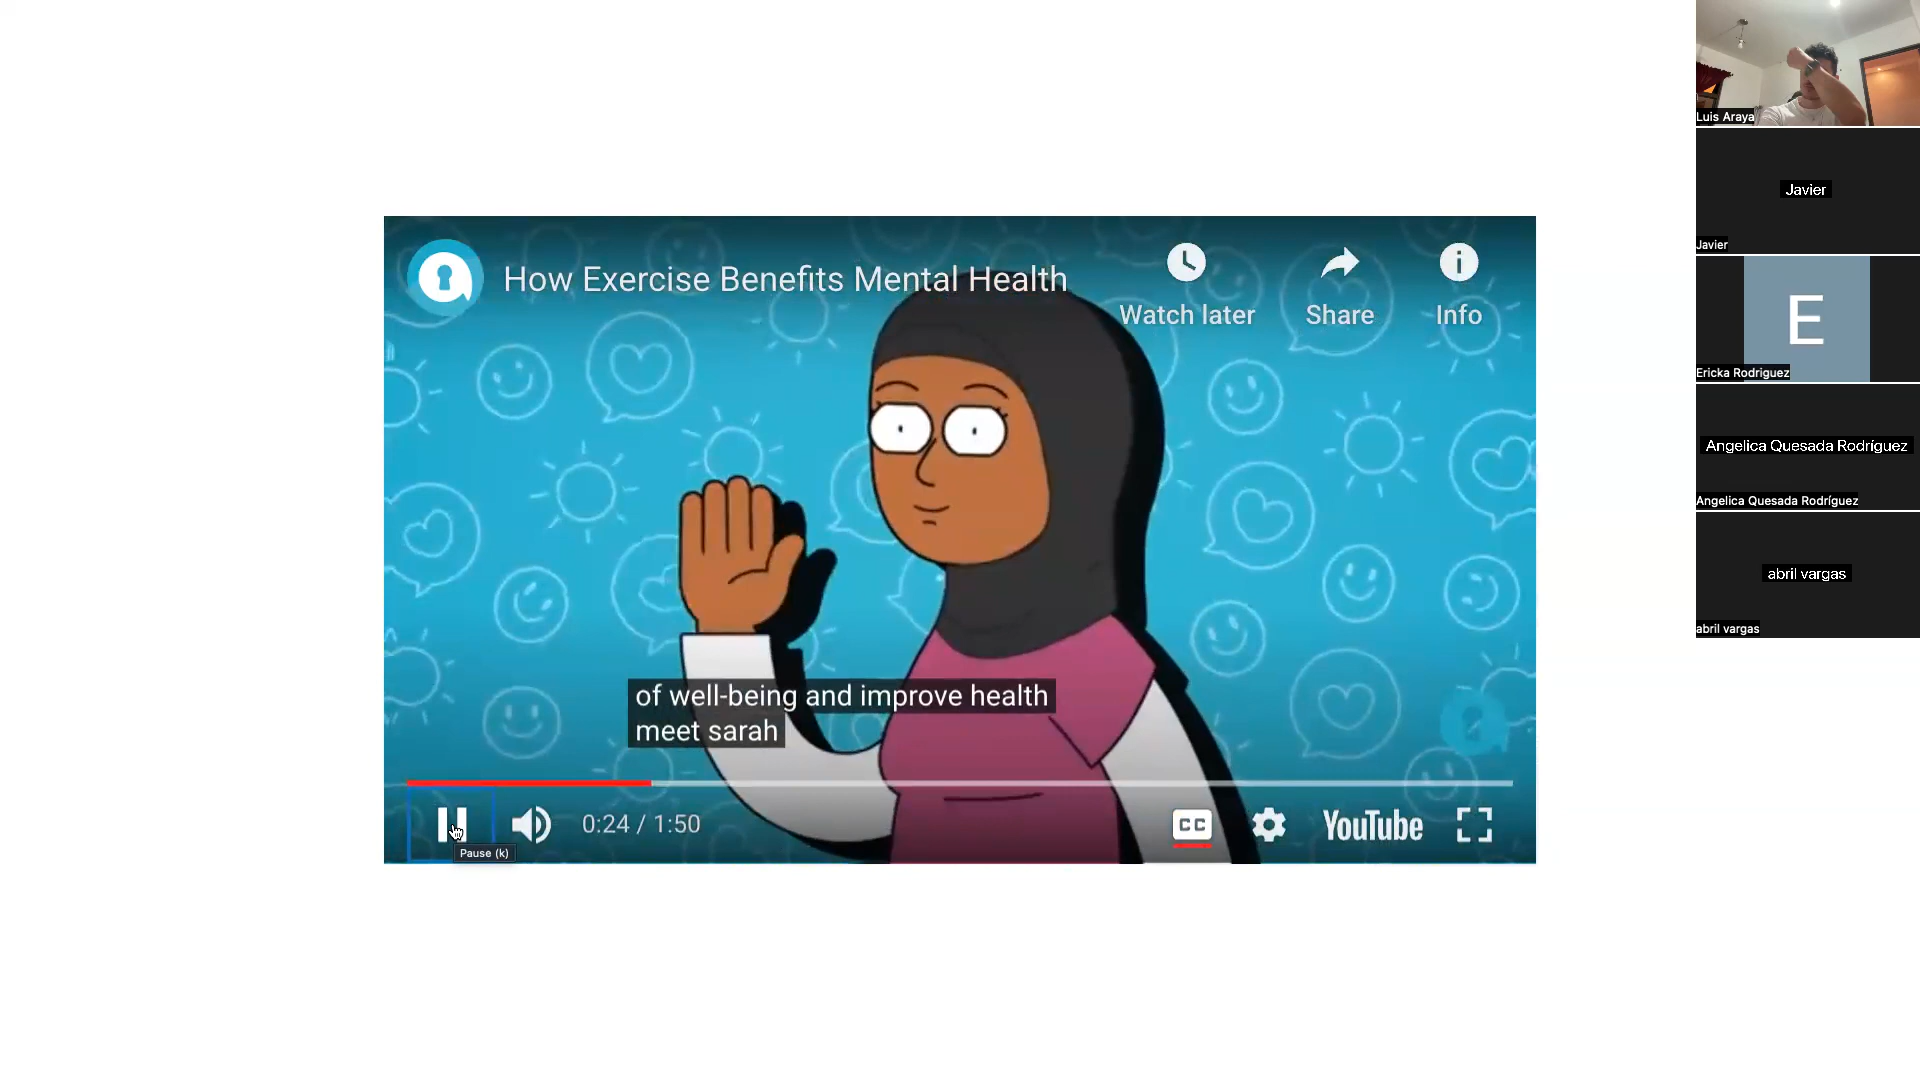 How Exercise Benefits Mental Health
Watch later
Share
Info
of well-being and improve health
meet sarah
0:24 / 1:50
CC
YouTube
Pause (k)
Luis Araya
Javier
Javier
E
Ericka Rodriguez
Angelica Quesada Rodríguez
Angelica Quesada Rodríguez
abril vargas
abril vargas